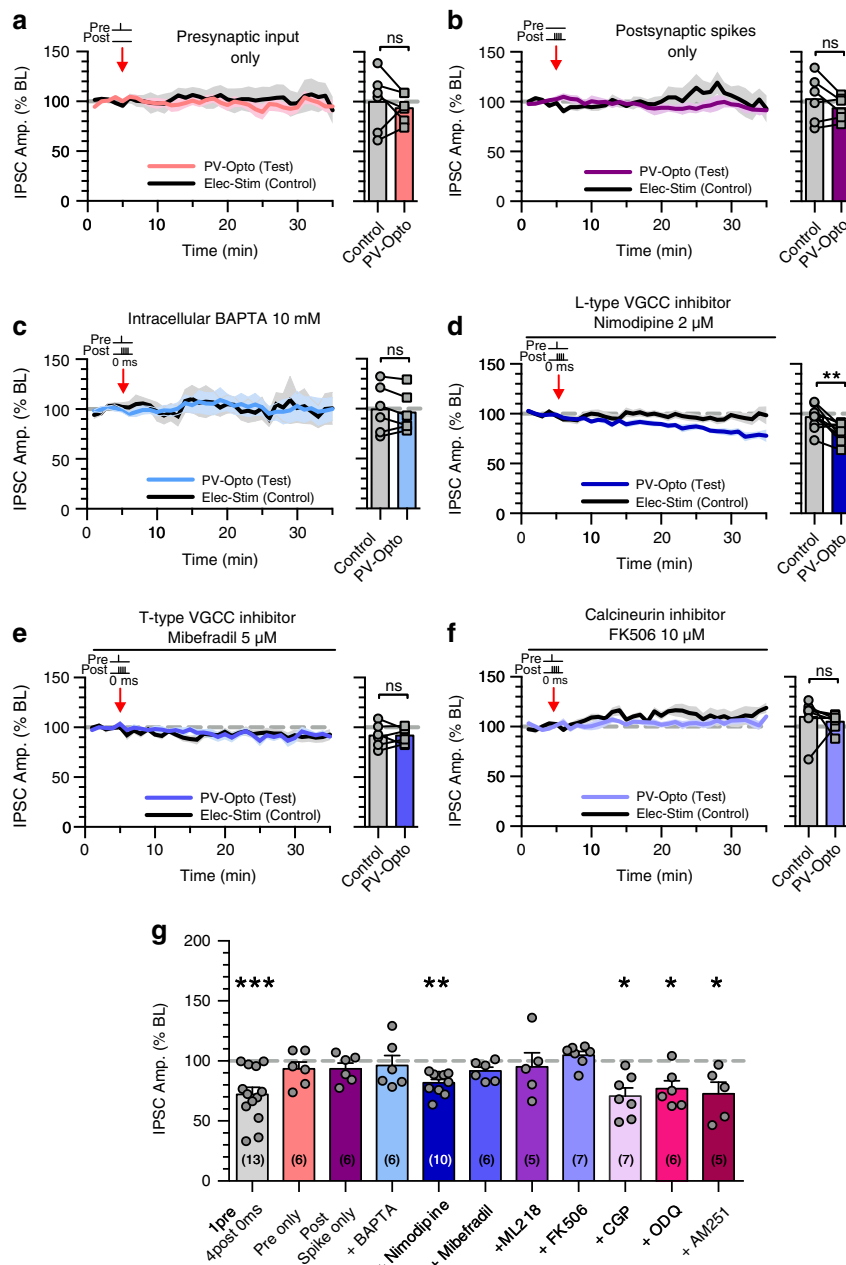 a
Pre
Post
Presynaptic input
only
IPSC Amp. (% BL)
150
100
50
0
PV-Opto (Test)
Elec-Stim (Control)
0
10
20
30
Time (min)
ns
Control
PV-Opto
b
Pre
Post
Postsynaptic spikes
only
IPSC Amp. (% BL)
150
100
50
0
PV-Opto (Test)
Elec-Stim (Control)
0
10
20
30
Time (min)
ns
Control
PV-Opto
c
Intracellular BAPTA 10 mM
Pre
Post
0 ms
IPSC Amp. (% BL)
150
100
50
0
PV-Opto (Test)
Elec-Stim (Control)
0
10
20
30
Time (min)
ns
Control
PV-Opto
d
L-type VGCC inhibitor
Nimodipine 2 µM
Pre
Post
0 ms
IPSC Amp. (% BL)
150
100
50
0
PV-Opto (Test)
Elec-Stim (Control)
0
10
20
30
Time (min)
**
Control
PV-Opto
e
T-type VGCC inhibitor
Mibefradil 5 µM
Pre
Post
0 ms
IPSC Amp. (% BL)
150
100
50
0
PV-Opto (Test)
Elec-Stim (Control)
0
10
20
30
Time (min)
ns
Control
PV-Opto
f
Calcineurin inhibitor
FK506 10 µM
Pre
Post
0 ms
IPSC Amp. (% BL)
150
100
50
0
PV-Opto (Test)
Elec-Stim (Control)
0
10
20
30
Time (min)
ns
Control
PV-Opto
g
IPSC Amp. (% BL)
200
150
100
50
0
*** ** * * *
(13) (6) (6) (6) (10) (6) (5) (7) (7) (6) (5)
1pre
4post 0ms
Pre only
Post
Spike only
+ BAPTA
+ Nimodipine
+ Mibefradil
+ML218
+ FK506
+ CGP
+ ODQ
+ AM251